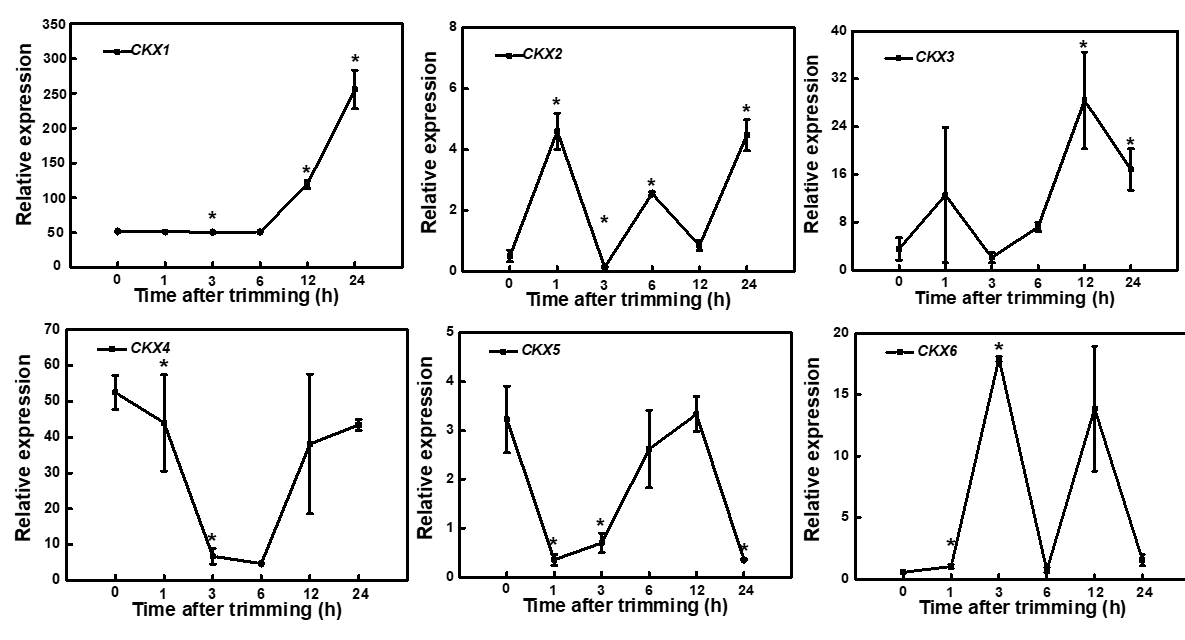 CKX1
Relative expression
350
300
250
200
150
100
50
0
* * *
0 1 3 6 12 24
Time after trimming (h)
CKX2
Relative expression
8
6
4
2
0
* * * *
0 1 3 6 12 24
Time after trimming (h)
CKX3
Relative expression
40
32
24
16
8
0
* *
0 1 3 6 12 24
Time after trimming (h)
CKX4
Relative expression
70
60
50
40
30
20
10
0
* *
0 1 3 6 12 24
Time after trimming (h)
CKX5
Relative expression
5
4
3
2
1
0
* * *
0 1 3 6 12 24
Time after trimming (h)
CKX6
Relative expression
20
15
10
5
0
* *
0 1 3 6 12 24
Time after trimming (h)